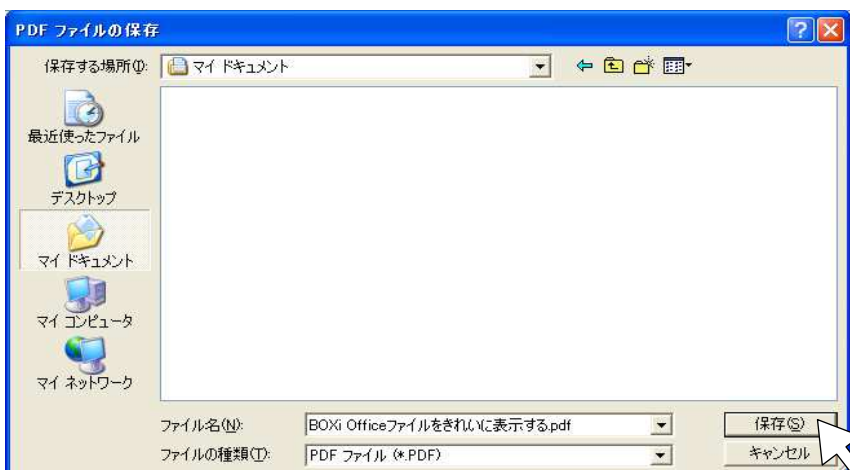 PDF ファイルの保存
保存する場所(I):
マイ ドキュメント
最近使ったファイル
デスクトップ
マイ ドキュメント
マイ コンピュータ
マイ ネットワーク
ファイル名(N): BOXi Officeファイルをきれいに表示する.pdf 保存(S)
ファイルの種類(T): PDF ファイル (*.PDF) キャンセル